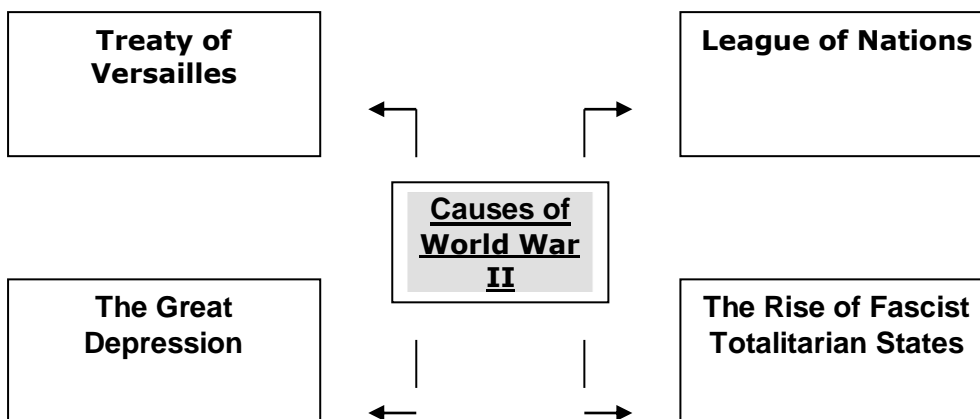 Treaty of
Versailles
League of Nations
Causes of
World War
II
The Great
Depression
The Rise of Fascist
Totalitarian States